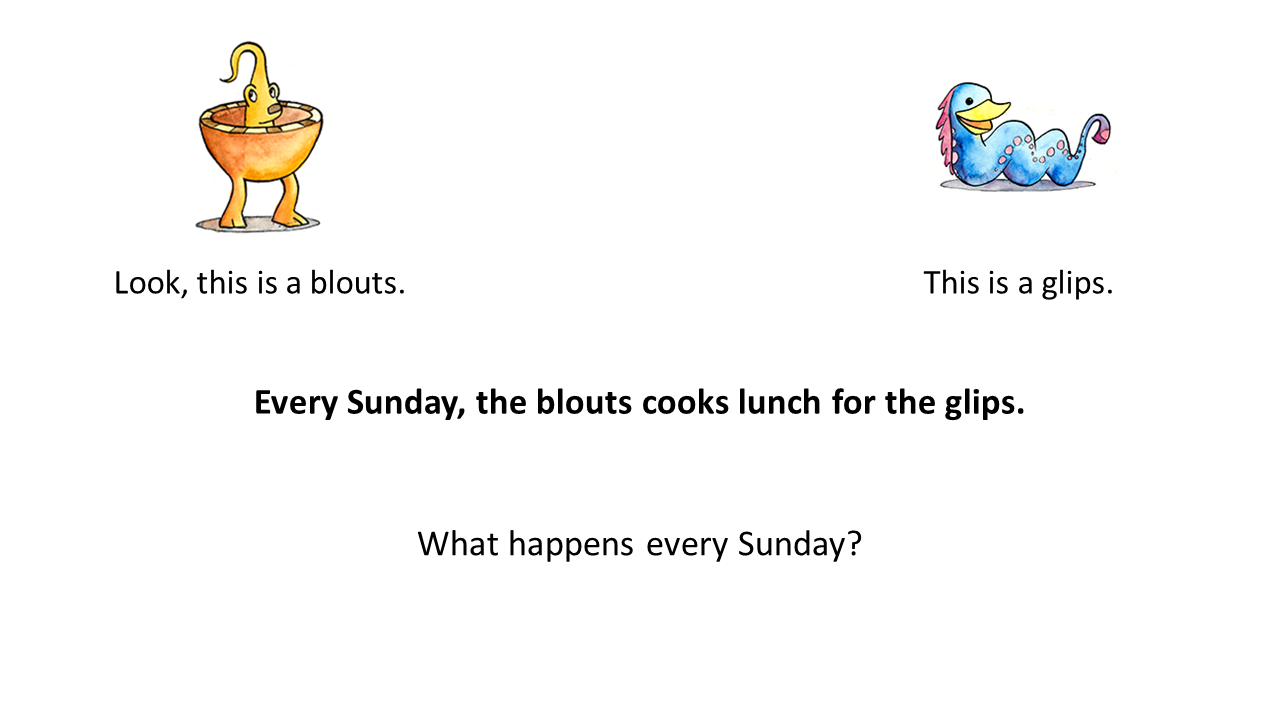 Look, this is a blouts.
This is a glips.
Every Sunday, the blouts cooks lunch for the glips.
What happens every Sunday?